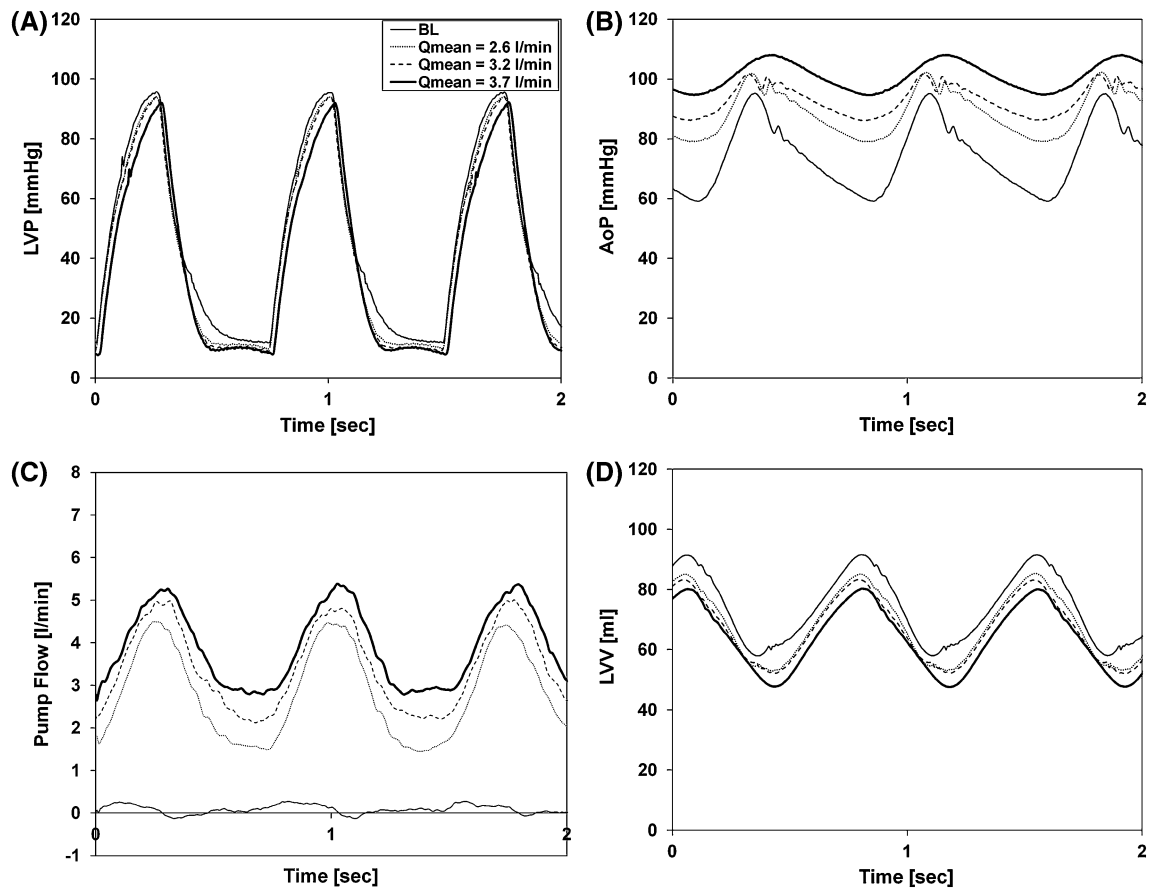 (A)
120
100
80
60
40
20
0
LVP [mmHg]
0
1
2
Time [sec]
BL
Qmean = 2.6 l/min
Qmean = 3.2 l/min
Qmean = 3.7 l/min
(B)
120
100
80
60
40
20
0
AoP [mmHg]
0
1
2
Time [sec]
(C)
8
7
6
5
4
3
2
1
0
-1
Pump Flow [l/min]
0
1
2
Time [sec]
(D)
120
100
80
60
40
20
0
LVV [ml]
0
1
2
Time [sec]